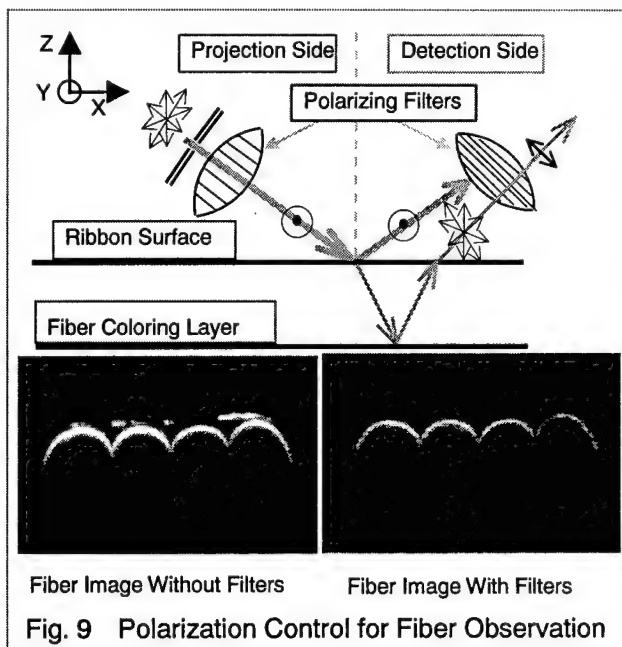 Z
Projection Side
Detection Side
Y
X
Polarizing Filters
Ribbon Surface
Fiber Coloring Layer
Fiber Image Without Filters
Fiber Image With Filters
Fig. 9 Polarization Control for Fiber Observation